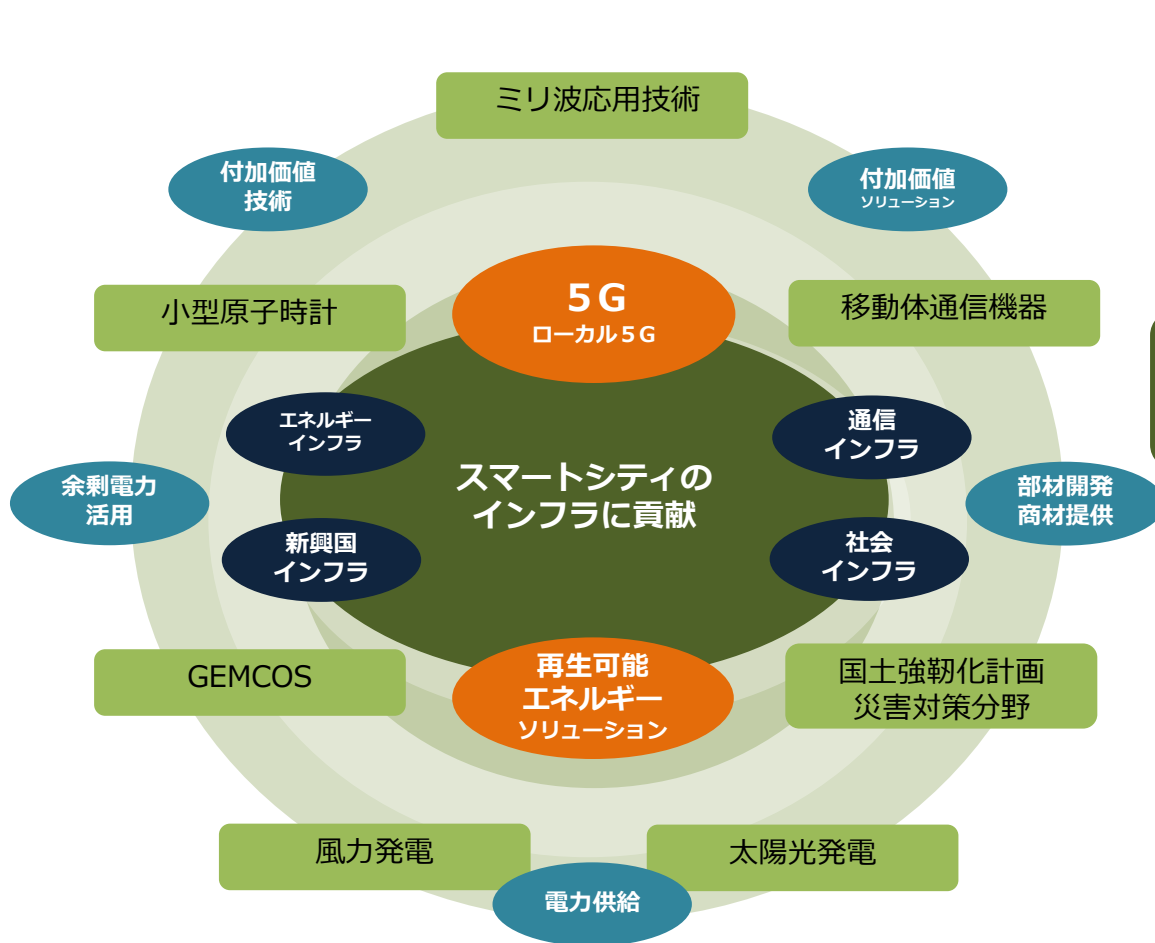 ミリ波応用技術
付加価値
技術
付加価値
ソリューション
5G
ローカル5G
小型原子時計
移動体通信機器
エネルギー
インフラ
通信
インフラ
スマートシティの
インフラに貢献
余剰電力
活用
部材開発
商材提供
新興国
インフラ
社会
インフラ
GEMCOS
再生可能
エネルギー
ソリューション
国土強靭化計画
災害対策分野
風力発電
太陽光発電
電力供給